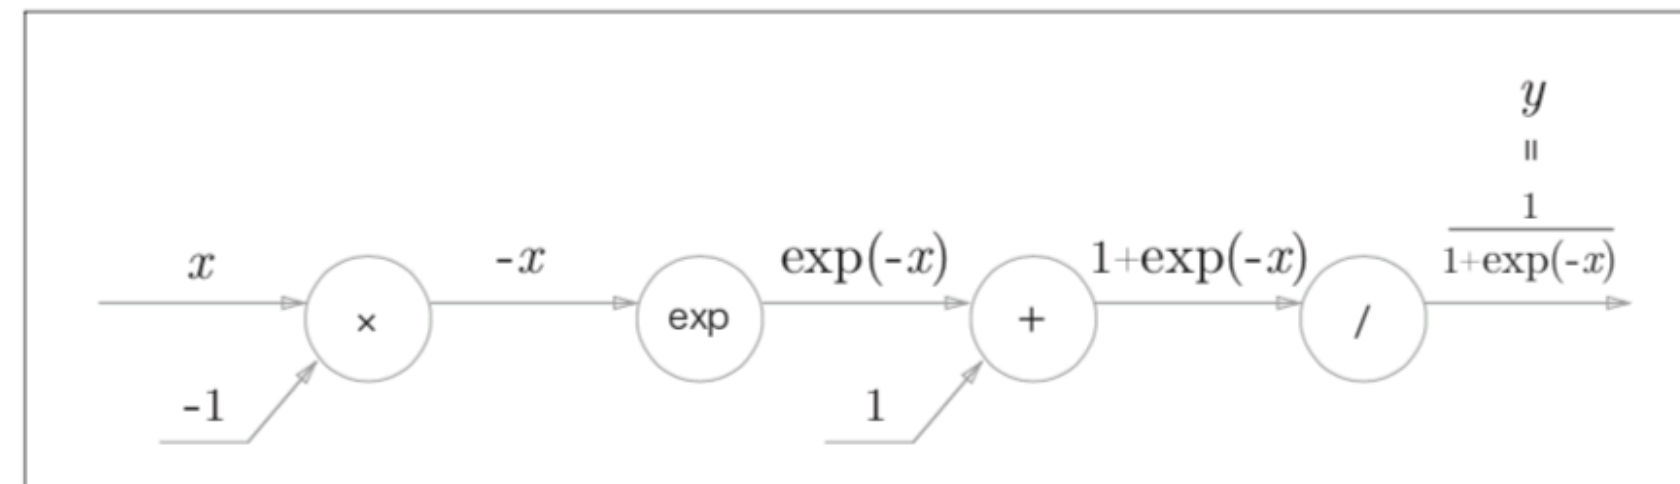 y
=
1
1+exp(-x)
x
-x
exp(-x)
1+exp(-x)
×
exp
+
/
-1
1